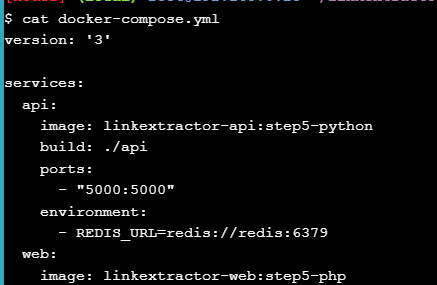 $ cat docker-compose.yml
version: '3'
services:
api:
image: linkextractor-api:step5-python
build: ./api
ports:
- "5000:5000"
environment:
- REDIS_URL=redis://redis:6379
web:
image: linkextractor-web:step5-php